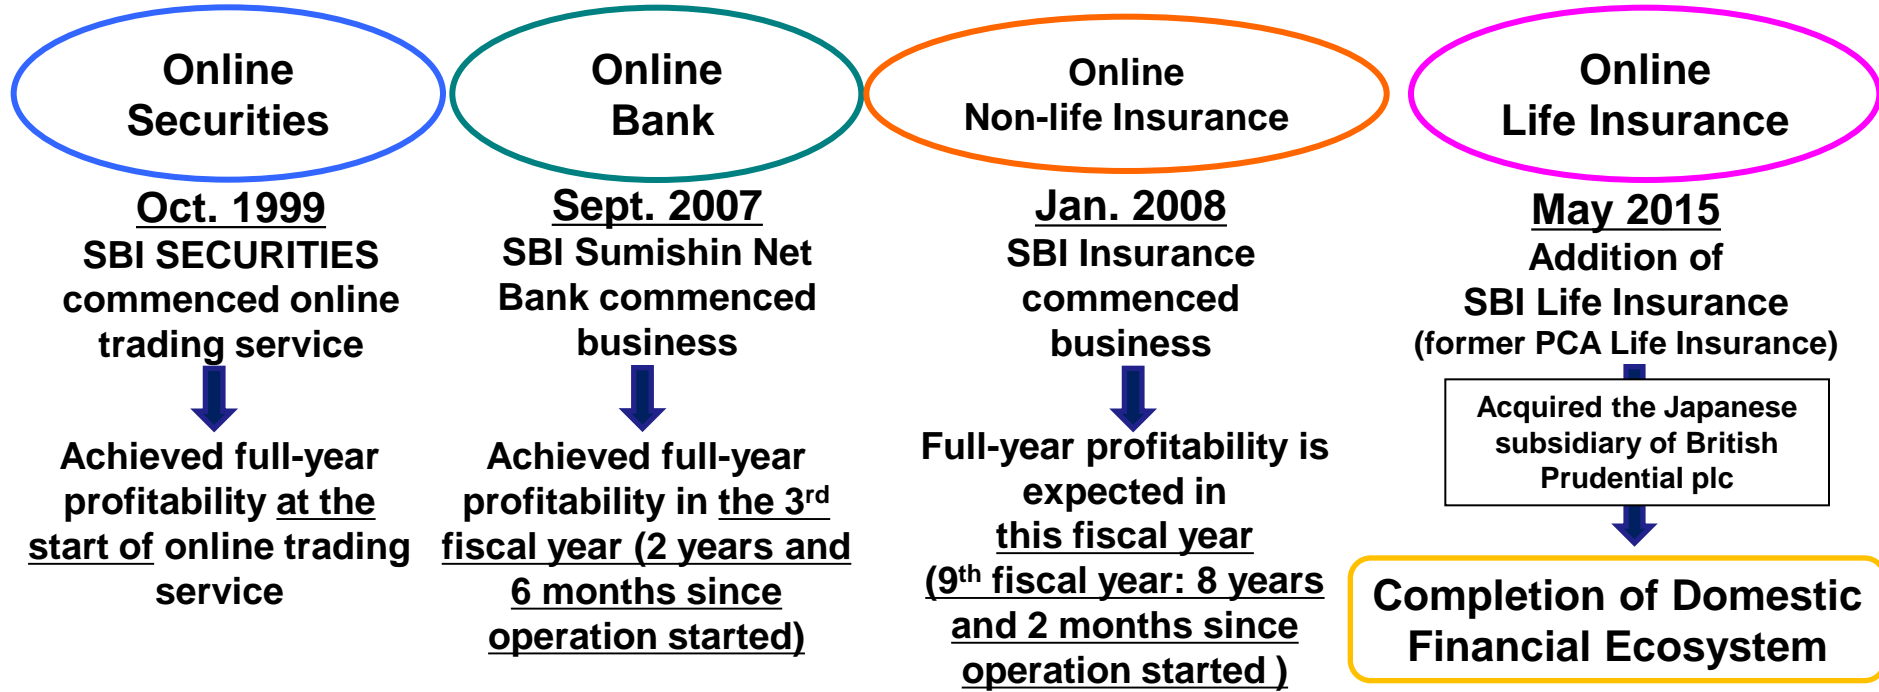 Online
Securities
Oct. 1999
SBI SECURITIES
commenced online
trading service
Achieved full-year
profitability at the
start of online trading
service
Online
Bank
Sept. 2007
SBI Sumishin Net
Bank commenced
business
Achieved full-year
profitability in the 3rd
fiscal year (2 years and
6 months since
operation started)
Online
Non-life Insurance
Jan. 2008
SBI Insurance
commenced
business
Full-year profitability is
expected in
this fiscal year
(9th fiscal year: 8 years
and 2 months since
operation started )
Online
Life Insurance
May 2015
Addition of
SBI Life Insurance
(former PCA Life Insurance)
Acquired the Japanese
subsidiary of British
Prudential plc
Completion of Domestic
Financial Ecosystem